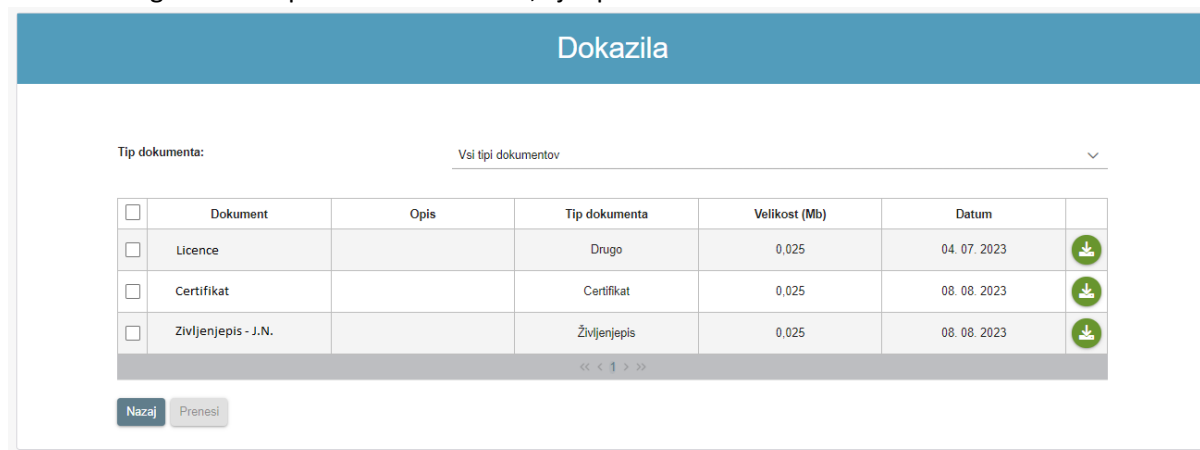 Dokazila
Tip dokumenta: Vsi tipi dokumentov
Dokument Opis Tip dokumenta Velikost (Mb) Datum
Licence Drugo 0,025 04. 07. 2023
Certifikat Certifikat 0,025 08. 08. 2023
Zivljenjepis - J.N. Življenjepis 0,025 08. 08. 2023
<< < 1 > >>
Nazaj Prenesi